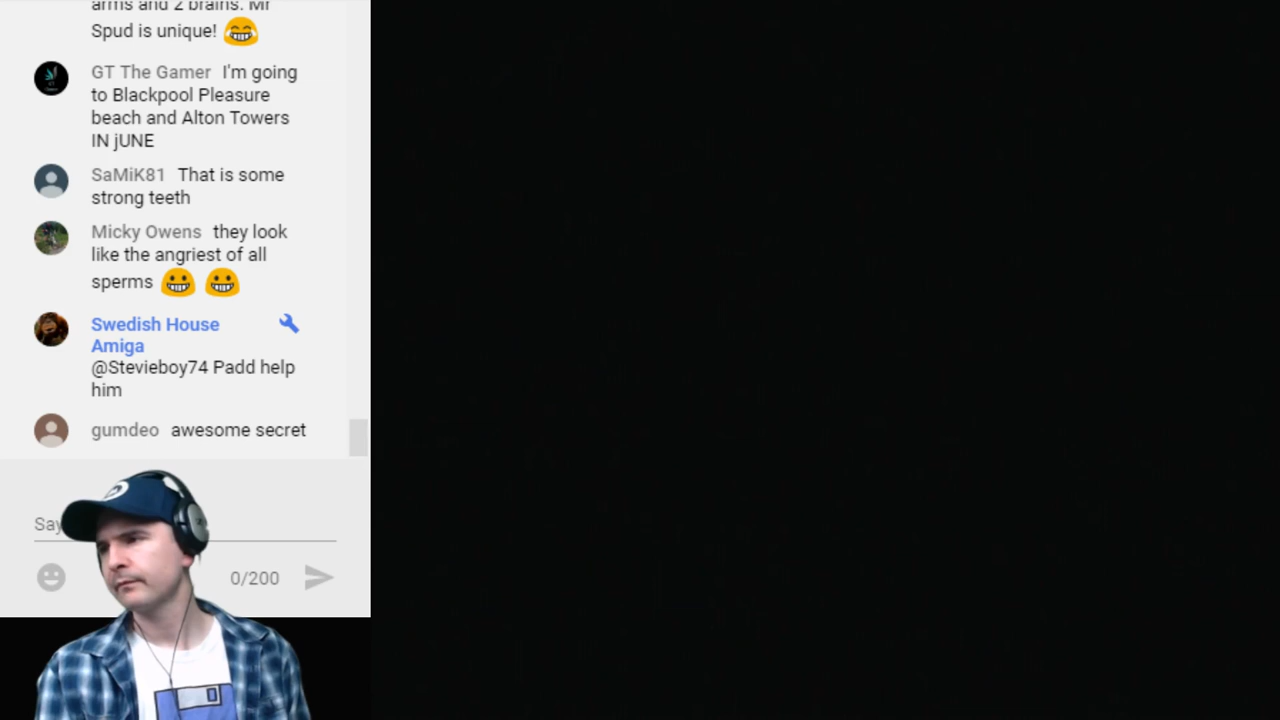 arms and 2 brains. Mr
Spud is unique!
GT The Gamer I'm going
to Blackpool Pleasure
beach and Alton Towers
IN jUNE
SaMiK81 That is some
strong teeth
Micky Owens they look
like the angriest of all
sperms
Swedish House
Amiga
@Stevieboy74 Padd help
him
gumdeo awesome secret
Say
0/200